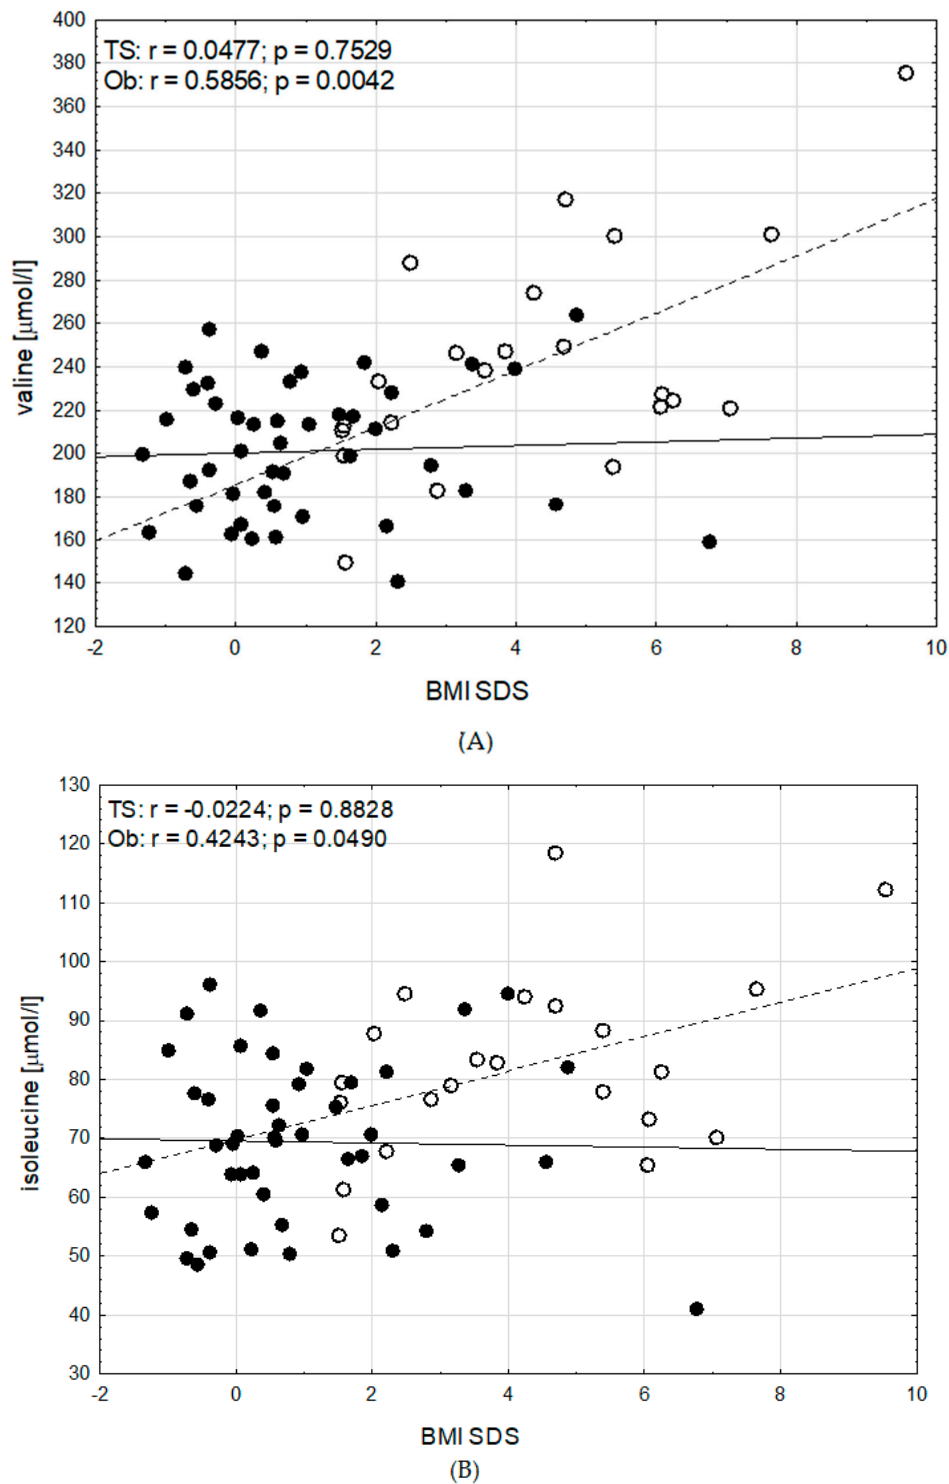 400
TS: r = 0.0477; p = 0.7529
380
Ob: r = 0.5856; p = 0.0042
360
340
320
300
280
260
240
220
200
180
160
140
120
valine [µmol/l]
-2 0 2 4 6 8 10
BMI SDS
(A)
130
TS: r = -0.0224; p = 0.8828
Ob: r = 0.4243; p = 0.0490
120
110
100
90
80
70
60
50
40
30
isoleucine [µmol/l]
-2 0 2 4 6 8 10
BMI SDS
(B)